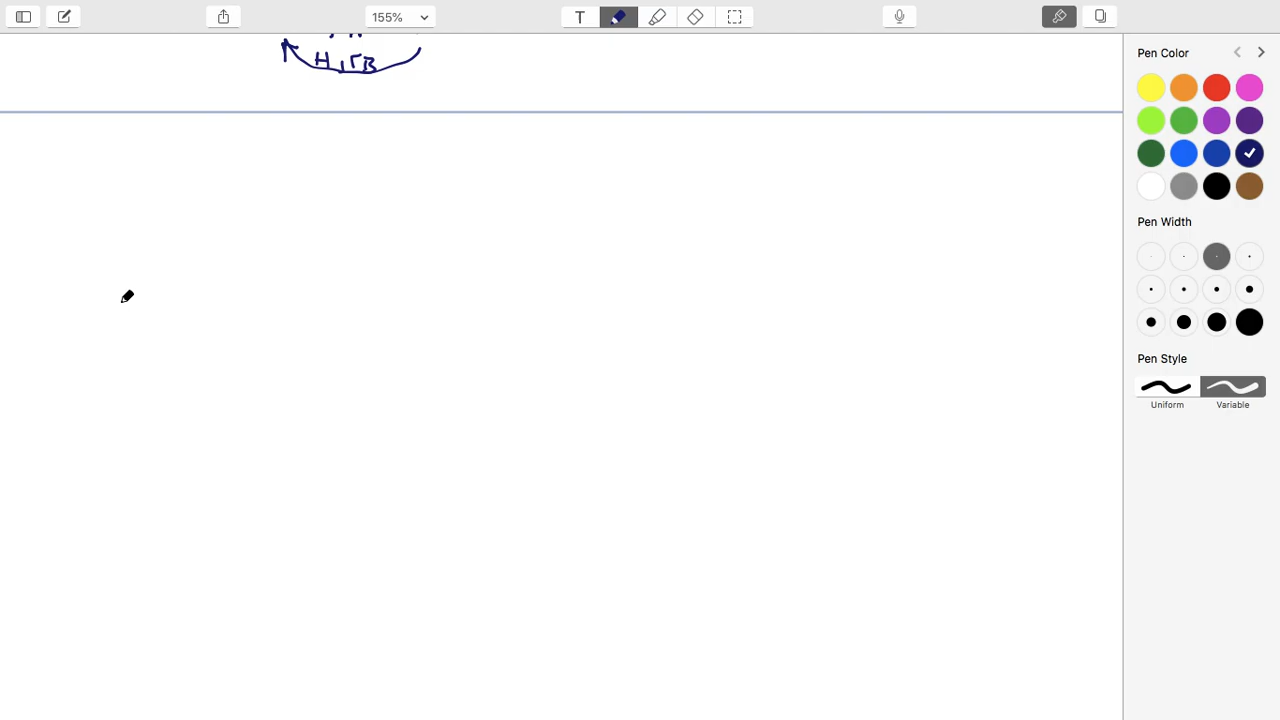 155%
T
Pen Color
Pen Width
Pen Style
Uniform Variable